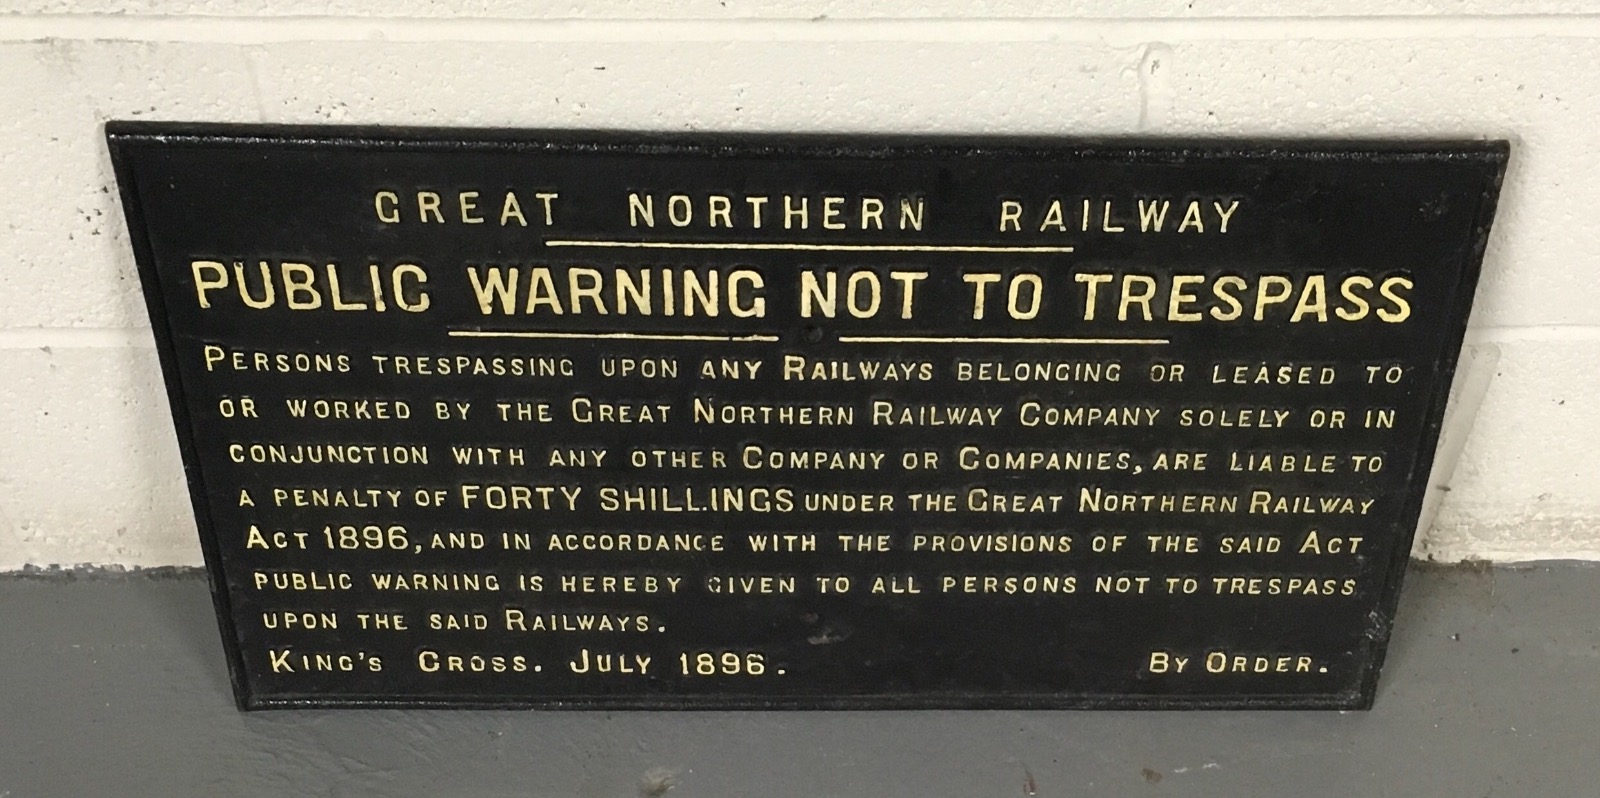 GREAT NORTHERN RAILWAY
PUBLIC WARNING NOT TO TRESPASS
PERSONS TRESPASSING UPON ANY RAILWAYS BELONGING OR LEASED TO
OR WORKED BY THE GREAT NORTHERN RAILWAY COMPANY SOLELY OR IN
CONJUNCTION WITH ANY OTHER COMPANY OR COMPANIES, ARE LIABLE TO
A PENALTY OF FORTY SHILLINGS UNDER THE GREAT NORTHERN RAILWAY
ACT 1896, AND IN ACCORDANCE WITH THE PROVISIONS OF THE SAID ACT
PUBLIC WARNING IS HEREBY GIVEN TO ALL PERSONS NOT TO TRESPASS
UPON THE SAID RAILWAYS.
KING'S CROSS. JULY 1896. BY ORDER.